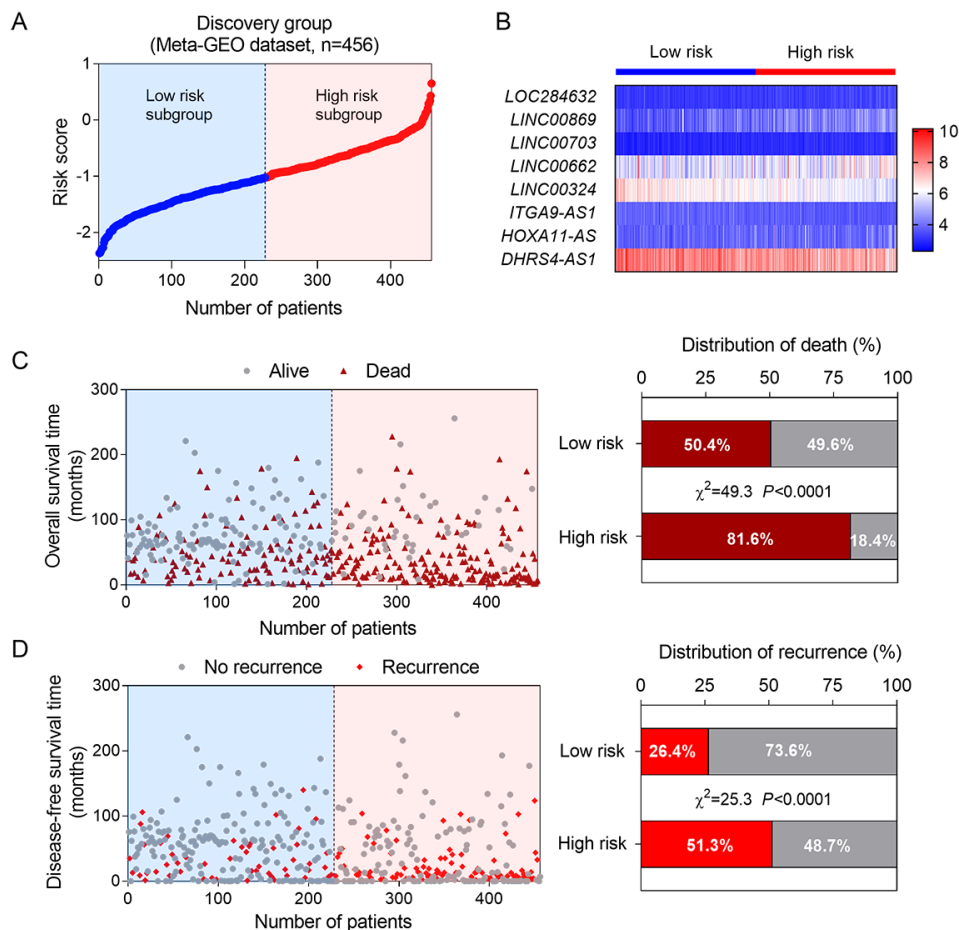 A
Discovery group
(Meta-GEO dataset, n=456)
Risk score
1
0
-1
-2
Low risk
subgroup
High risk
subgroup
0
100
200
300
400
Number of patients
B
Low risk
High risk
LOC284632
LINC00869
LINC00703
LINC00662
LINC00324
ITGA9-AS1
HOXA11-AS
DHRS4-AS1
10
8
6
4
C
Alive
Dead
Overall survival time
(months)
300
200
100
0
0
100
200
300
400
Number of patients
Distribution of death (%)
0
25
50
75
100
Low risk
50.4%
49.6%
χ²=49.3 P<0.0001
High risk
81.6%
18.4%
D
No recurrence
Recurrence
Disease-free survival time
(months)
300
200
100
0
0
100
200
300
400
Number of patients
Distribution of recurrence (%)
0
25
50
75
100
Low risk
26.4%
73.6%
χ²=25.3 P<0.0001
High risk
51.3%
48.7%